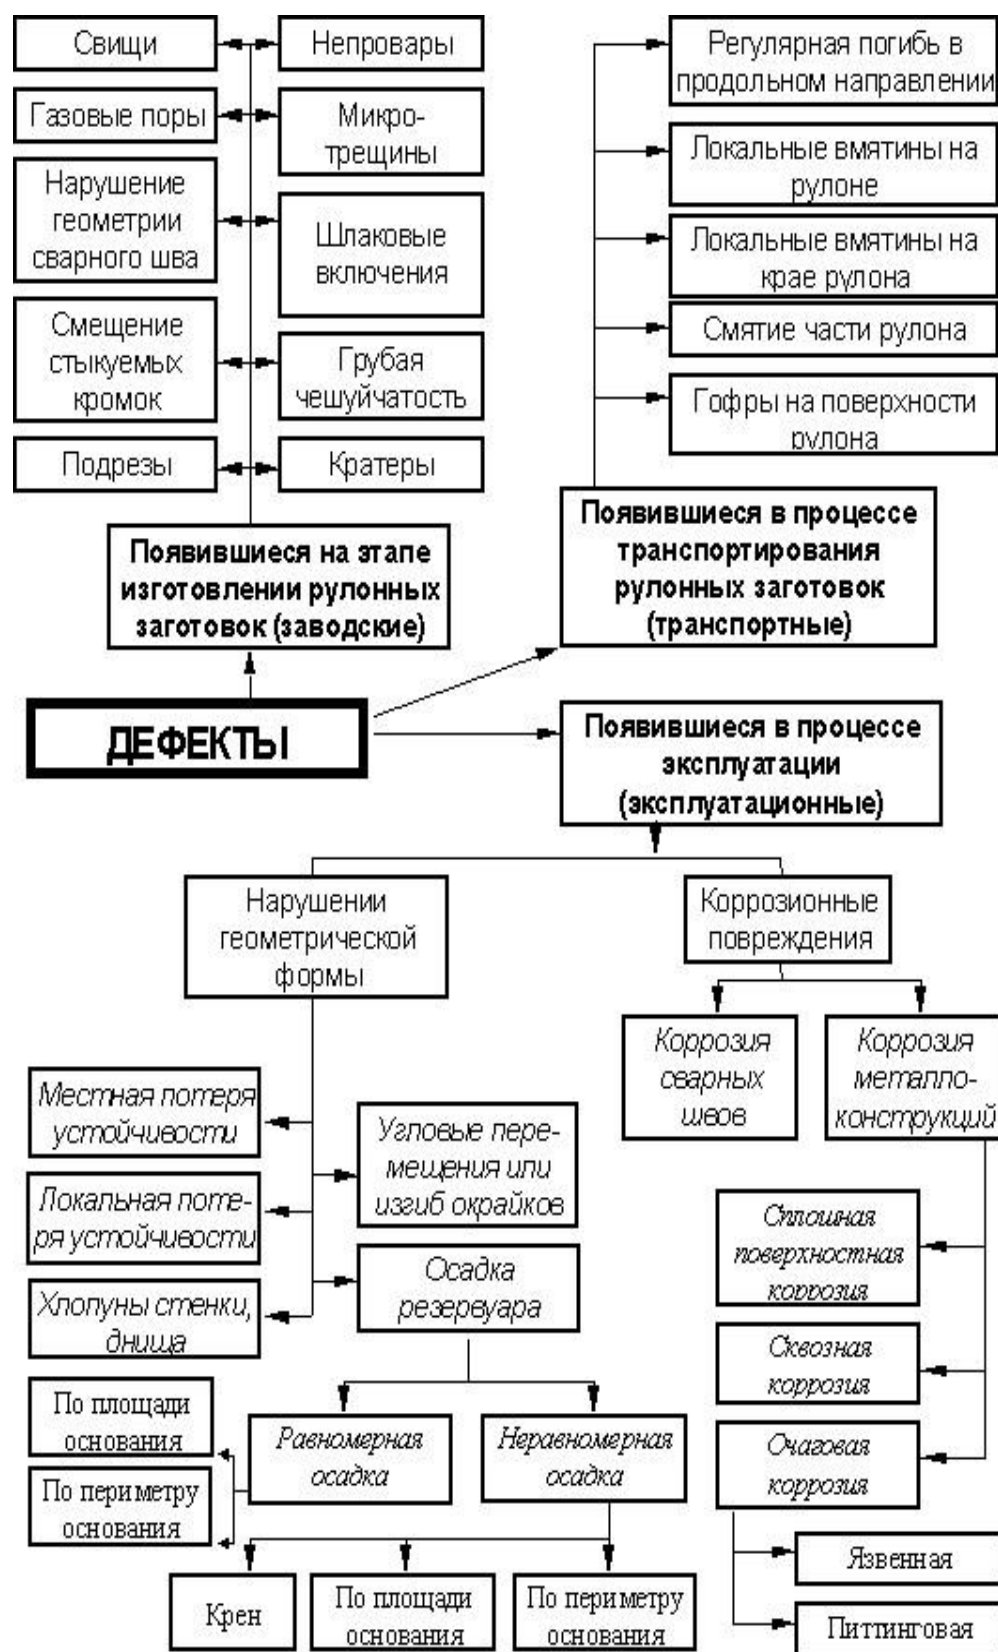 Свищи
Непровары
Газовые поры
Микро-
трещины
Нарушение
геометрии
сварного шва
Шлаковые
включения
Смещение
стыкуемых
кромок
Грубая
чешуйчатость
Подрезы
Кратеры
Регулярная погибь в
продольном направлении
Локальные вмятины на
рулоне
Локальные вмятины на
крае рулона
Смятие части рулона
Гофры на поверхности
рулона
Появившиеся на этапе
изготовлении рулонных
заготовок (заводские)
Появившиеся в процессе
транспортирования
рулонных заготовок
(транспортные)
ДЕФЕКТЫ
Появившиеся в процессе
эксплуатации
(эксплуатационные)
Нарушении
геометрической
формы
Коррозионные
повреждения
Коррозия
сварных
швов
Коррозия
металло-
конструкций
Местная потеря
устойчивости
Угловые пере-
мещения или
изгиб окрайков
Локальная поте-
ря устойчивости
Осадка
резервуара
Хлопуны стенки,
днища
Сплошная
поверхностная
коррозия
Сквозная
коррозия
Очаговая
коррозия
По площади
основания
По периметру
основания
Равномерная
осадка
Неравномерная
осадка
Крен
По площади
основания
По периметру
основания
Язвенная
Питтинговая